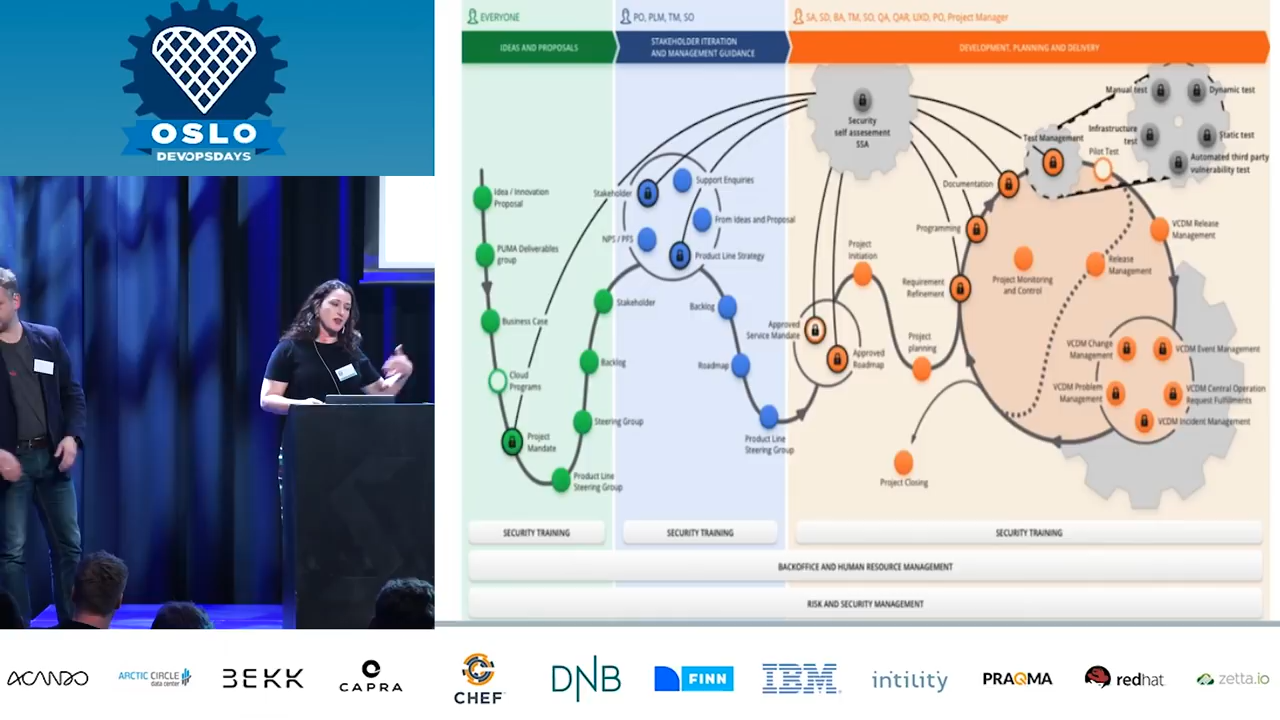 OSLO
DEVOPSDAYS
EVERYONE
PO, PLM, TM, SO
SA, SD, BA, TM, SO, QA, QAR, UXD, PO, Project Manager
IDEAS AND PROPOSALS
STAKEHOLDER ITERATION
AND MANAGEMENT GUIDANCE
DEVELOPMENT, PLANNING AND DELIVERY
Idea / Innovation
Proposal
PUMA Deliverables
group
Business Case
Cloud
Programs
Project
Mandate
Product Line
Steering Group
Steering Group
Backlog
Stakeholder
Stakeholder
Support Enquiries
From Ideas and Proposal
NPS / PFS
Product Line Strategy
Backlog
Roadmap
Product Line
Steering Group
Security
self assesement
SSA
Approved
Service Mandate
Approved
Roadmap
Project
Initiation
Project
planning
Requirement
Refinement
Programming
Documentation
Test Management
Pilot Test
Manual test
Dynamic test
Infrastructure
test
Static test
Automated third party
vulnerability test
Project Monitoring
and Control
Release
Management
VCDM Release
Management
VCDM Change
Management
VCDM Event Management
VCDM Problem
Management
VCDM Central Operation
Request Fulfilments
VCDM Incident Management
Project Closing
SECURITY TRAINING
SECURITY TRAINING
SECURITY TRAINING
BACKOFFICE AND HUMAN RESOURCE MANAGEMENT
RISK AND SECURITY MANAGEMENT
ACANDO
ARCTIC CIRCLE
data center
BEKK
CAPRA
CHEF
DNB
FINN
IBM
intility
PRAQMA
redhat
zetta.io